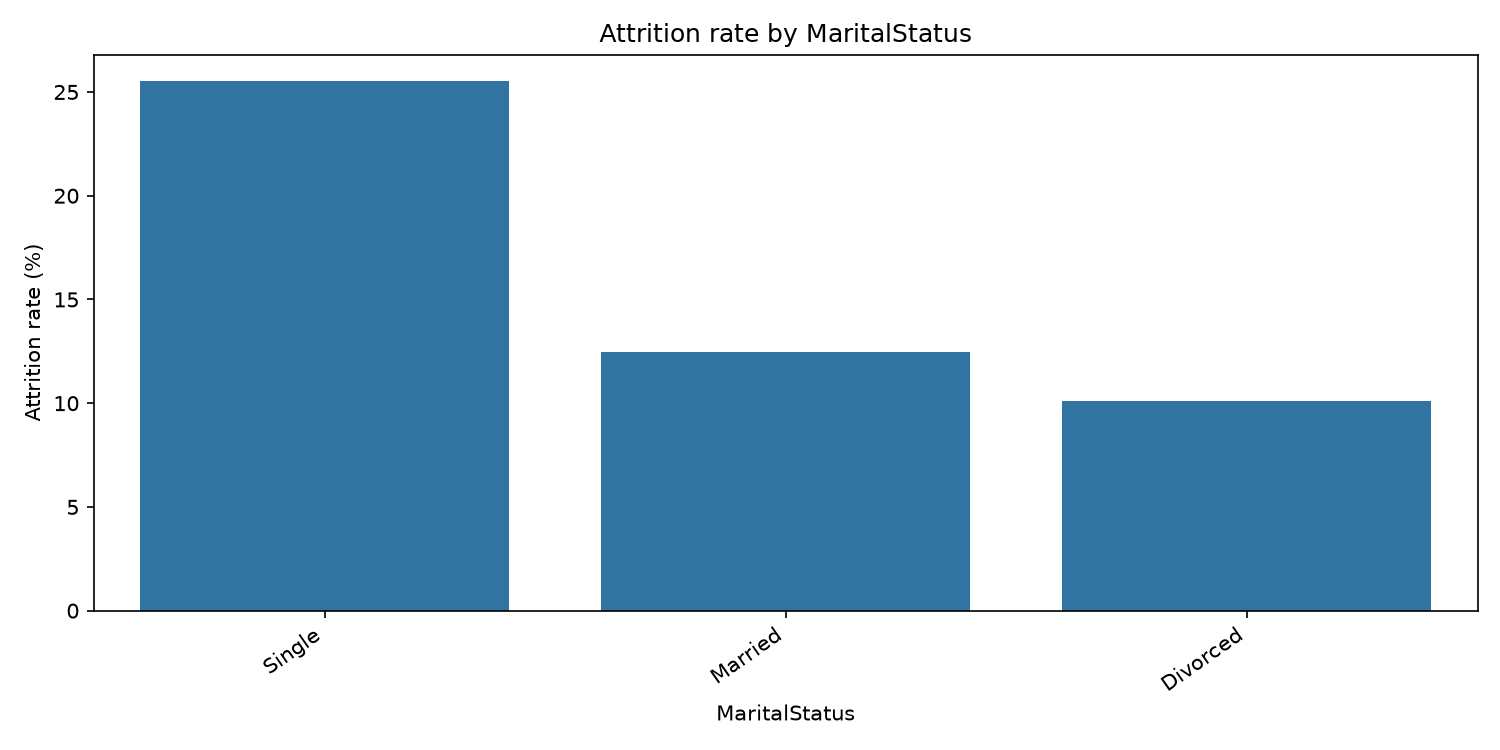 Attrition rate by MaritalStatus
Attrition rate (%)
25
20
15
10
5
0
Single
Married
Divorced
MaritalStatus